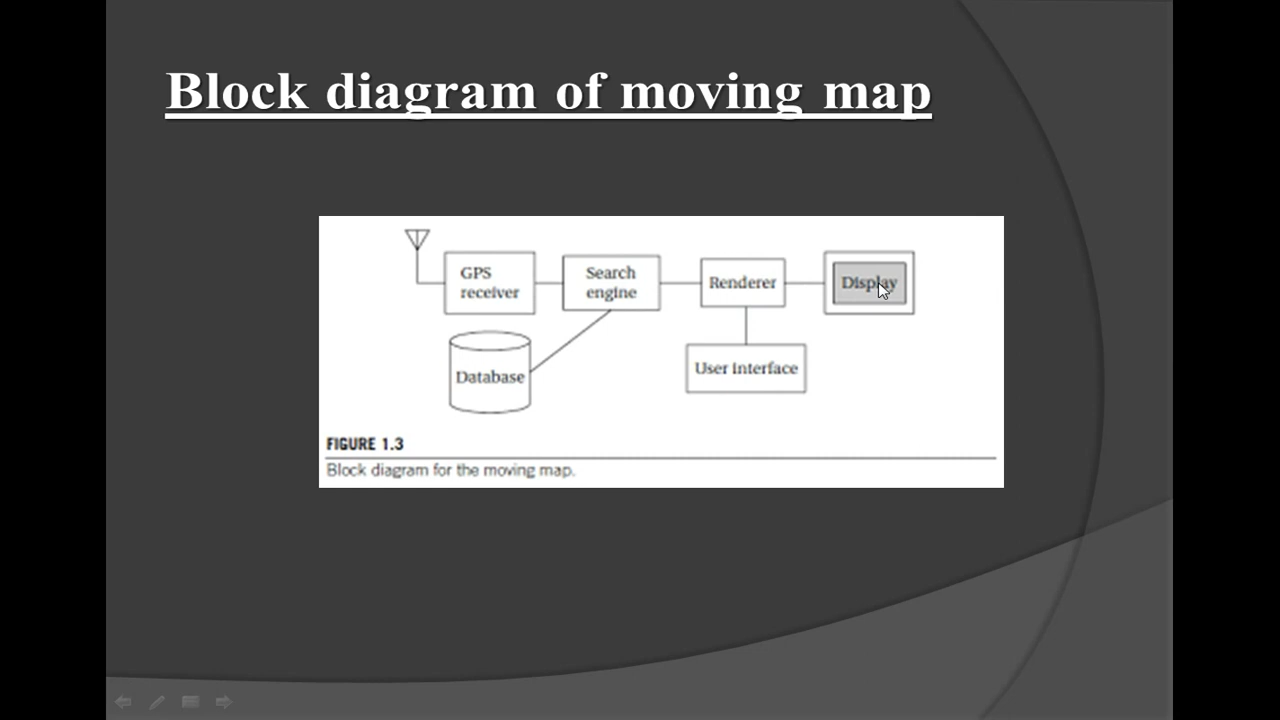 Block diagram of moving map
GPS
receiver
Search
engine
Renderer
Display
Database
User interface
FIGURE 1.3
Block diagram for the moving map.